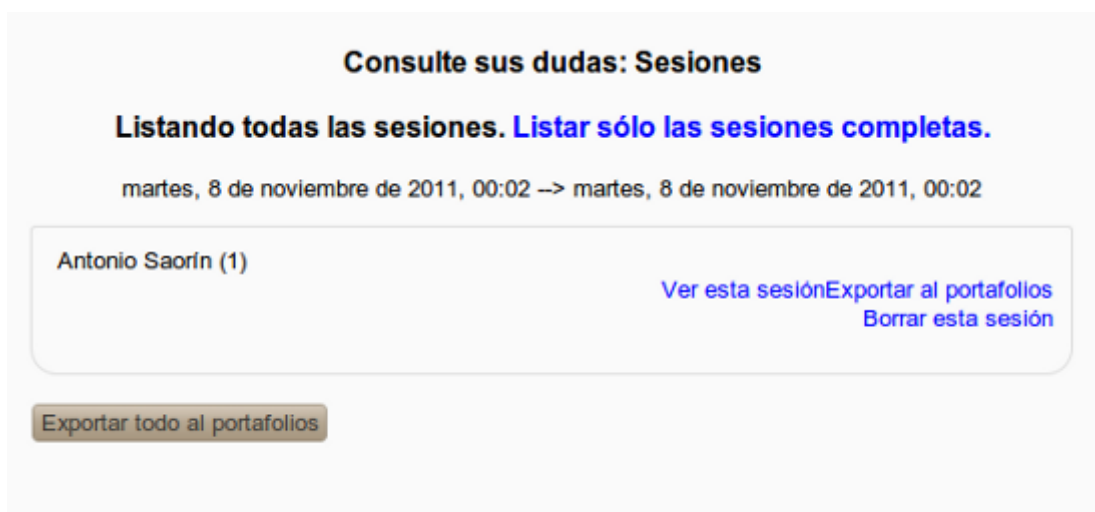 Consulte sus dudas: Sesiones
Listando todas las sesiones. Listar sólo las sesiones completas.
martes, 8 de noviembre de 2011, 00:02 --> martes, 8 de noviembre de 2011, 00:02
Antonio Saorín (1)
Ver esta sesiónExportar al portafolios
Borrar esta sesión
Exportar todo al portafolios